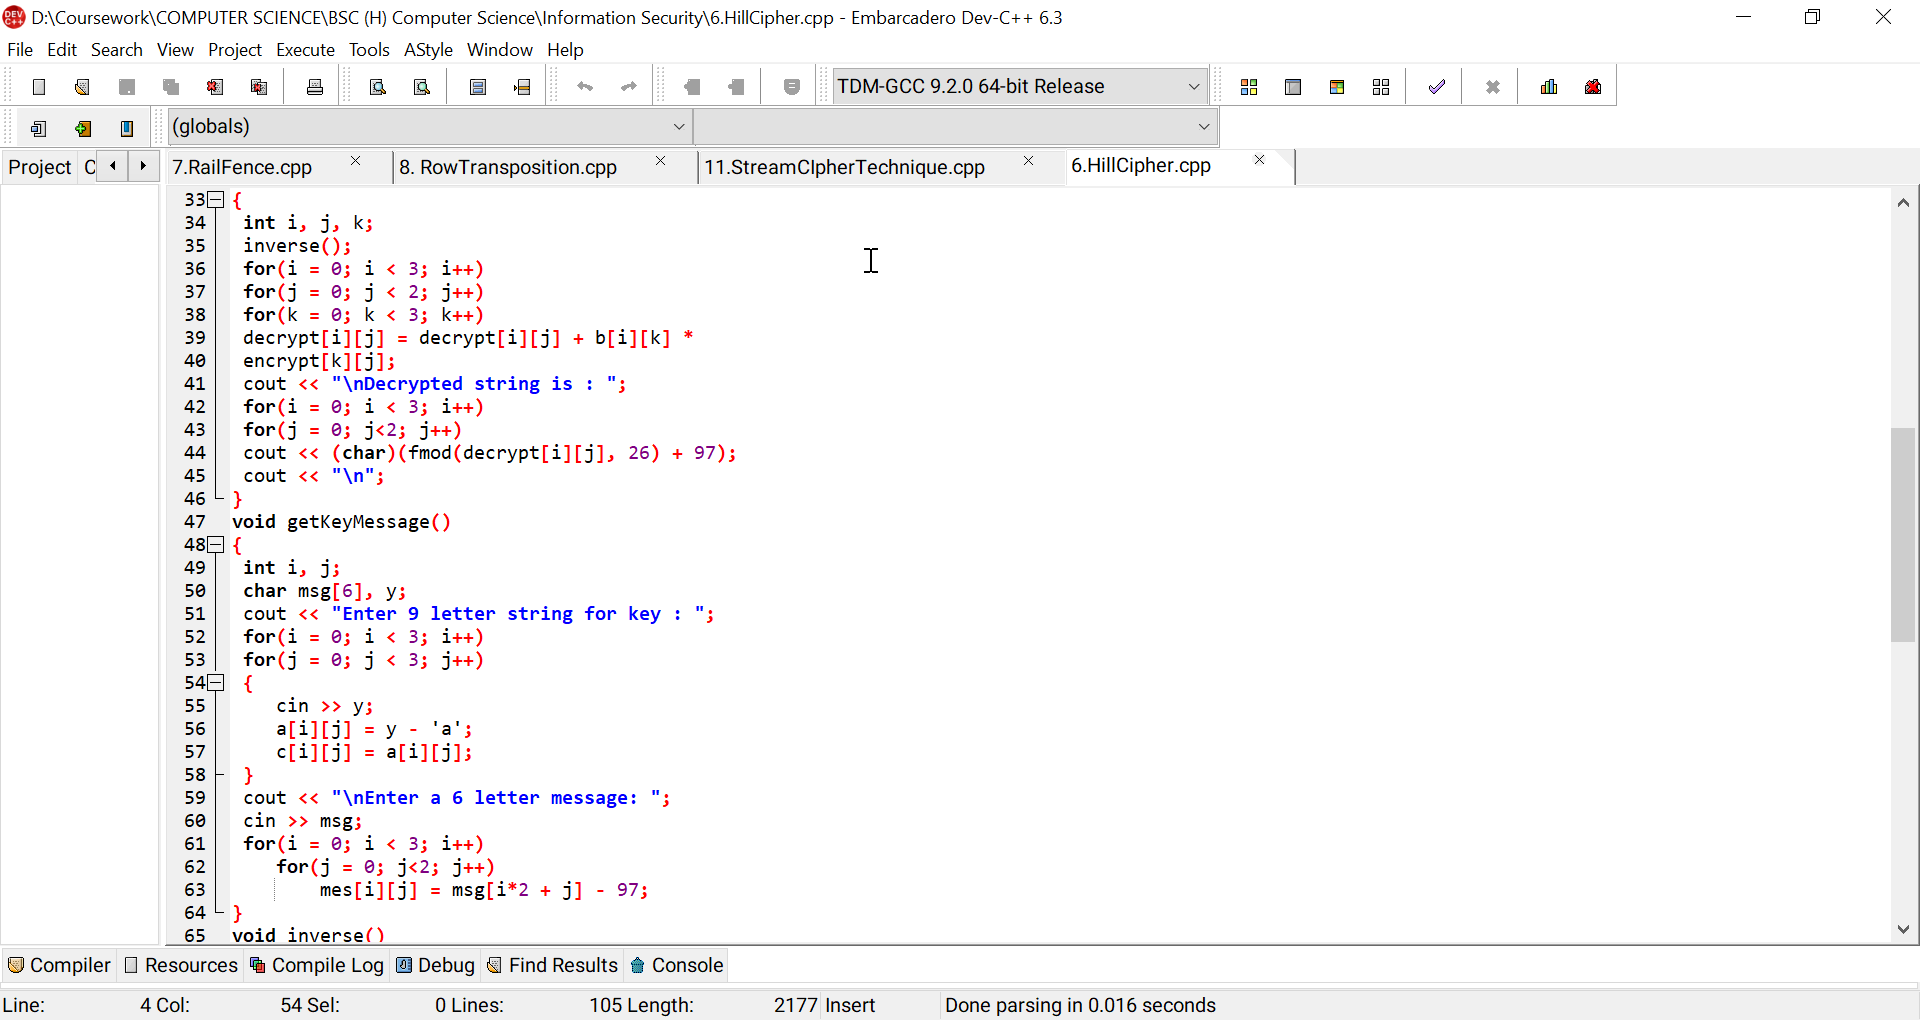 D:\Coursework\COMPUTER SCIENCE\BSC (H) Computer Science\Information Security\6.HillCipher.cpp - Embarcadero Dev-C++ 6.3
File Edit Search View Project Execute Tools AStyle Window Help
TDM-GCC 9.2.0 64-bit Release
(globals)
Project C 7.RailFence.cpp 8. RowTransposition.cpp 11.StreamCIpherTechnique.cpp 6.HillCipher.cpp
33 {
34 int i, j, k;
35 inverse();
36 for(i = 0; i < 3; i++)
37 for(j = 0; j < 2; j++)
38 for(k = 0; k < 3; k++)
39 decrypt[i][j] = decrypt[i][j] + b[i][k] *
40 encrypt[k][j];
41 cout << "\nDecrypted string is : ";
42 for(i = 0; i < 3; i++)
43 for(j = 0; j<2; j++)
44 cout << (char)(fmod(decrypt[i][j], 26) + 97);
45 cout << "\n";
46 }
47 void getKeyMessage()
48 {
49 int i, j;
50 char msg[6], y;
51 cout << "Enter 9 letter string for key : ";
52 for(i = 0; i < 3; i++)
53 for(j = 0; j < 3; j++)
54 {
55 cin >> y;
56 a[i][j] = y - 'a';
57 c[i][j] = a[i][j];
58 }
59 cout << "\nEnter a 6 letter message: ";
60 cin >> msg;
61 for(i = 0; i < 3; i++)
62 for(j = 0; j<2; j++)
63 mes[i][j] = msg[i*2 + j] - 97;
64 }
65 void inverse()
Compiler Resources Compile Log Debug Find Results Console
Line: 4 Col: 54 Sel: 0 Lines: 105 Length: 2177 Insert Done parsing in 0.016 seconds